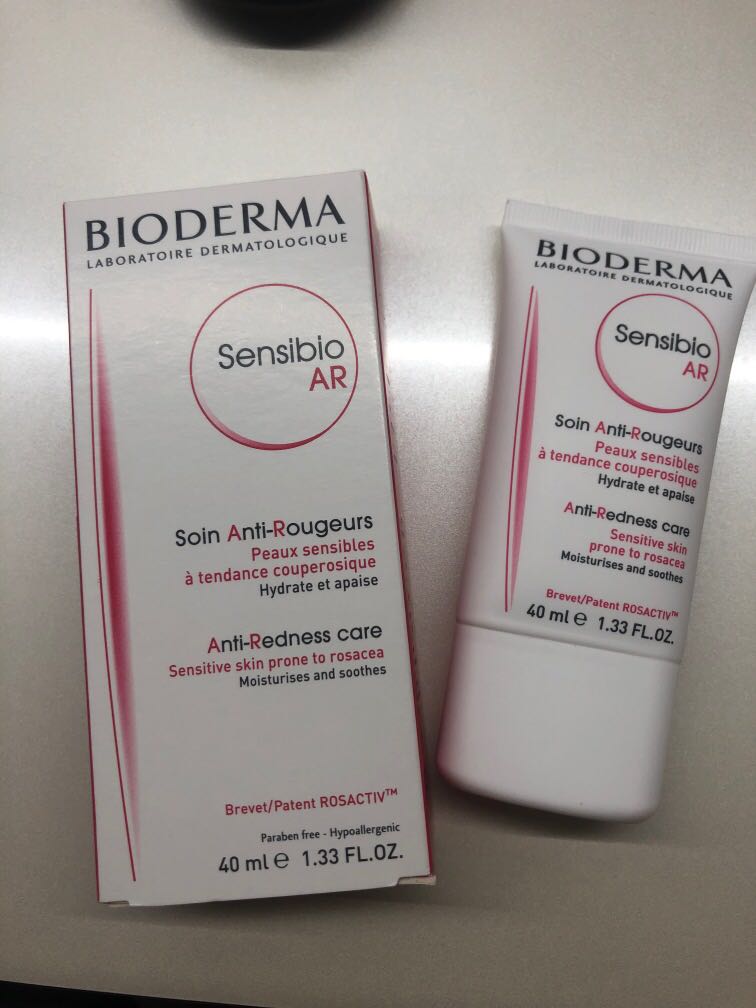 BIODERMA
LABORATOIRE DERMATOLOGIQUE
Sensibio
AR
Soin Anti-Rougeurs
Peaux sensibles
à tendance couperosique
Hydrate et apaise
Anti-Redness care
Sensitive skin prone to rosacea
Moisturises and soothes
Brevet/Patent ROSACTIV™
Paraben free - Hypoallergenic
40 ml e 1.33 FL.OZ.
BIODERMA
LABORATOIRE DERMATOLOGIQUE
Sensibio
AR
Soin Anti-Rougeurs
Peaux sensibles
à tendance couperosique
Hydrate et apaise
Anti-Redness care
Sensitive skin
prone to rosacea
Moisturises and soothes
Brevet/Patent ROSACTIV™
40 ml e 1.33 FL.OZ.